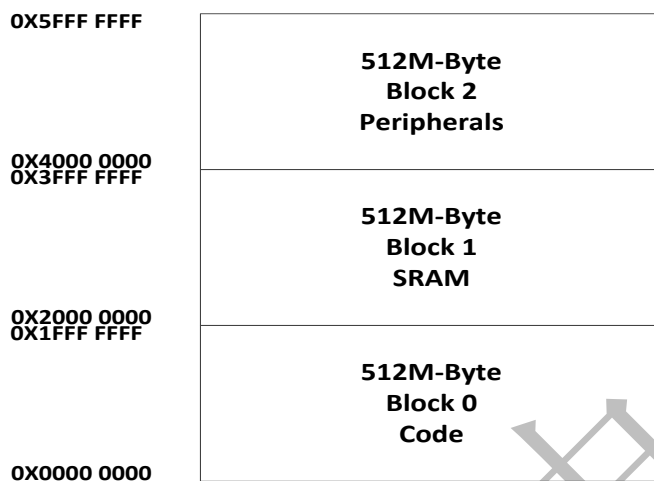 0X5FFF FFFF
512M-Byte
Block 2
Peripherals
0X4000 0000
0X3FFF FFFF
512M-Byte
Block 1
SRAM
0X2000 0000
0X1FFF FFFF
512M-Byte
Block 0
Code
0X0000 0000